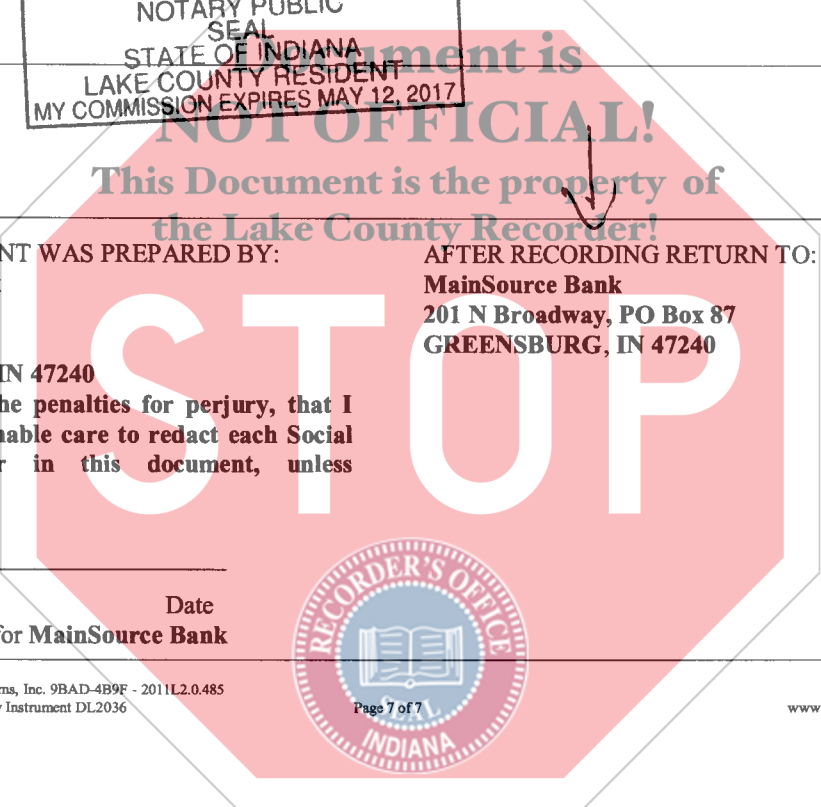 NOTARY PUBLIC
SEAL
STATE OF INDIANA
LAKE COUNTY RESIDENT
MY COMMISSION EXPIRES MAY 12, 2017
Document is
NOT OFFICIAL!
This Document is the property of
the Lake County Recorder!
NT WAS PREPARED BY:
IN 47240
he penalties for perjury, that I
nable care to redact each Social
r in this document, unless
Date
for MainSource Bank
AFTER RECORDING RETURN TO:
MainSource Bank
201 N Broadway, PO Box 87
GREENSBURG, IN 47240
STOP
RECORDER'S OFFICE
SEAL
INDIANA
ms, Inc. 9BAD-4B9F - 2011L2.0.485
Instrument DL2036
Page 7 of 7
www